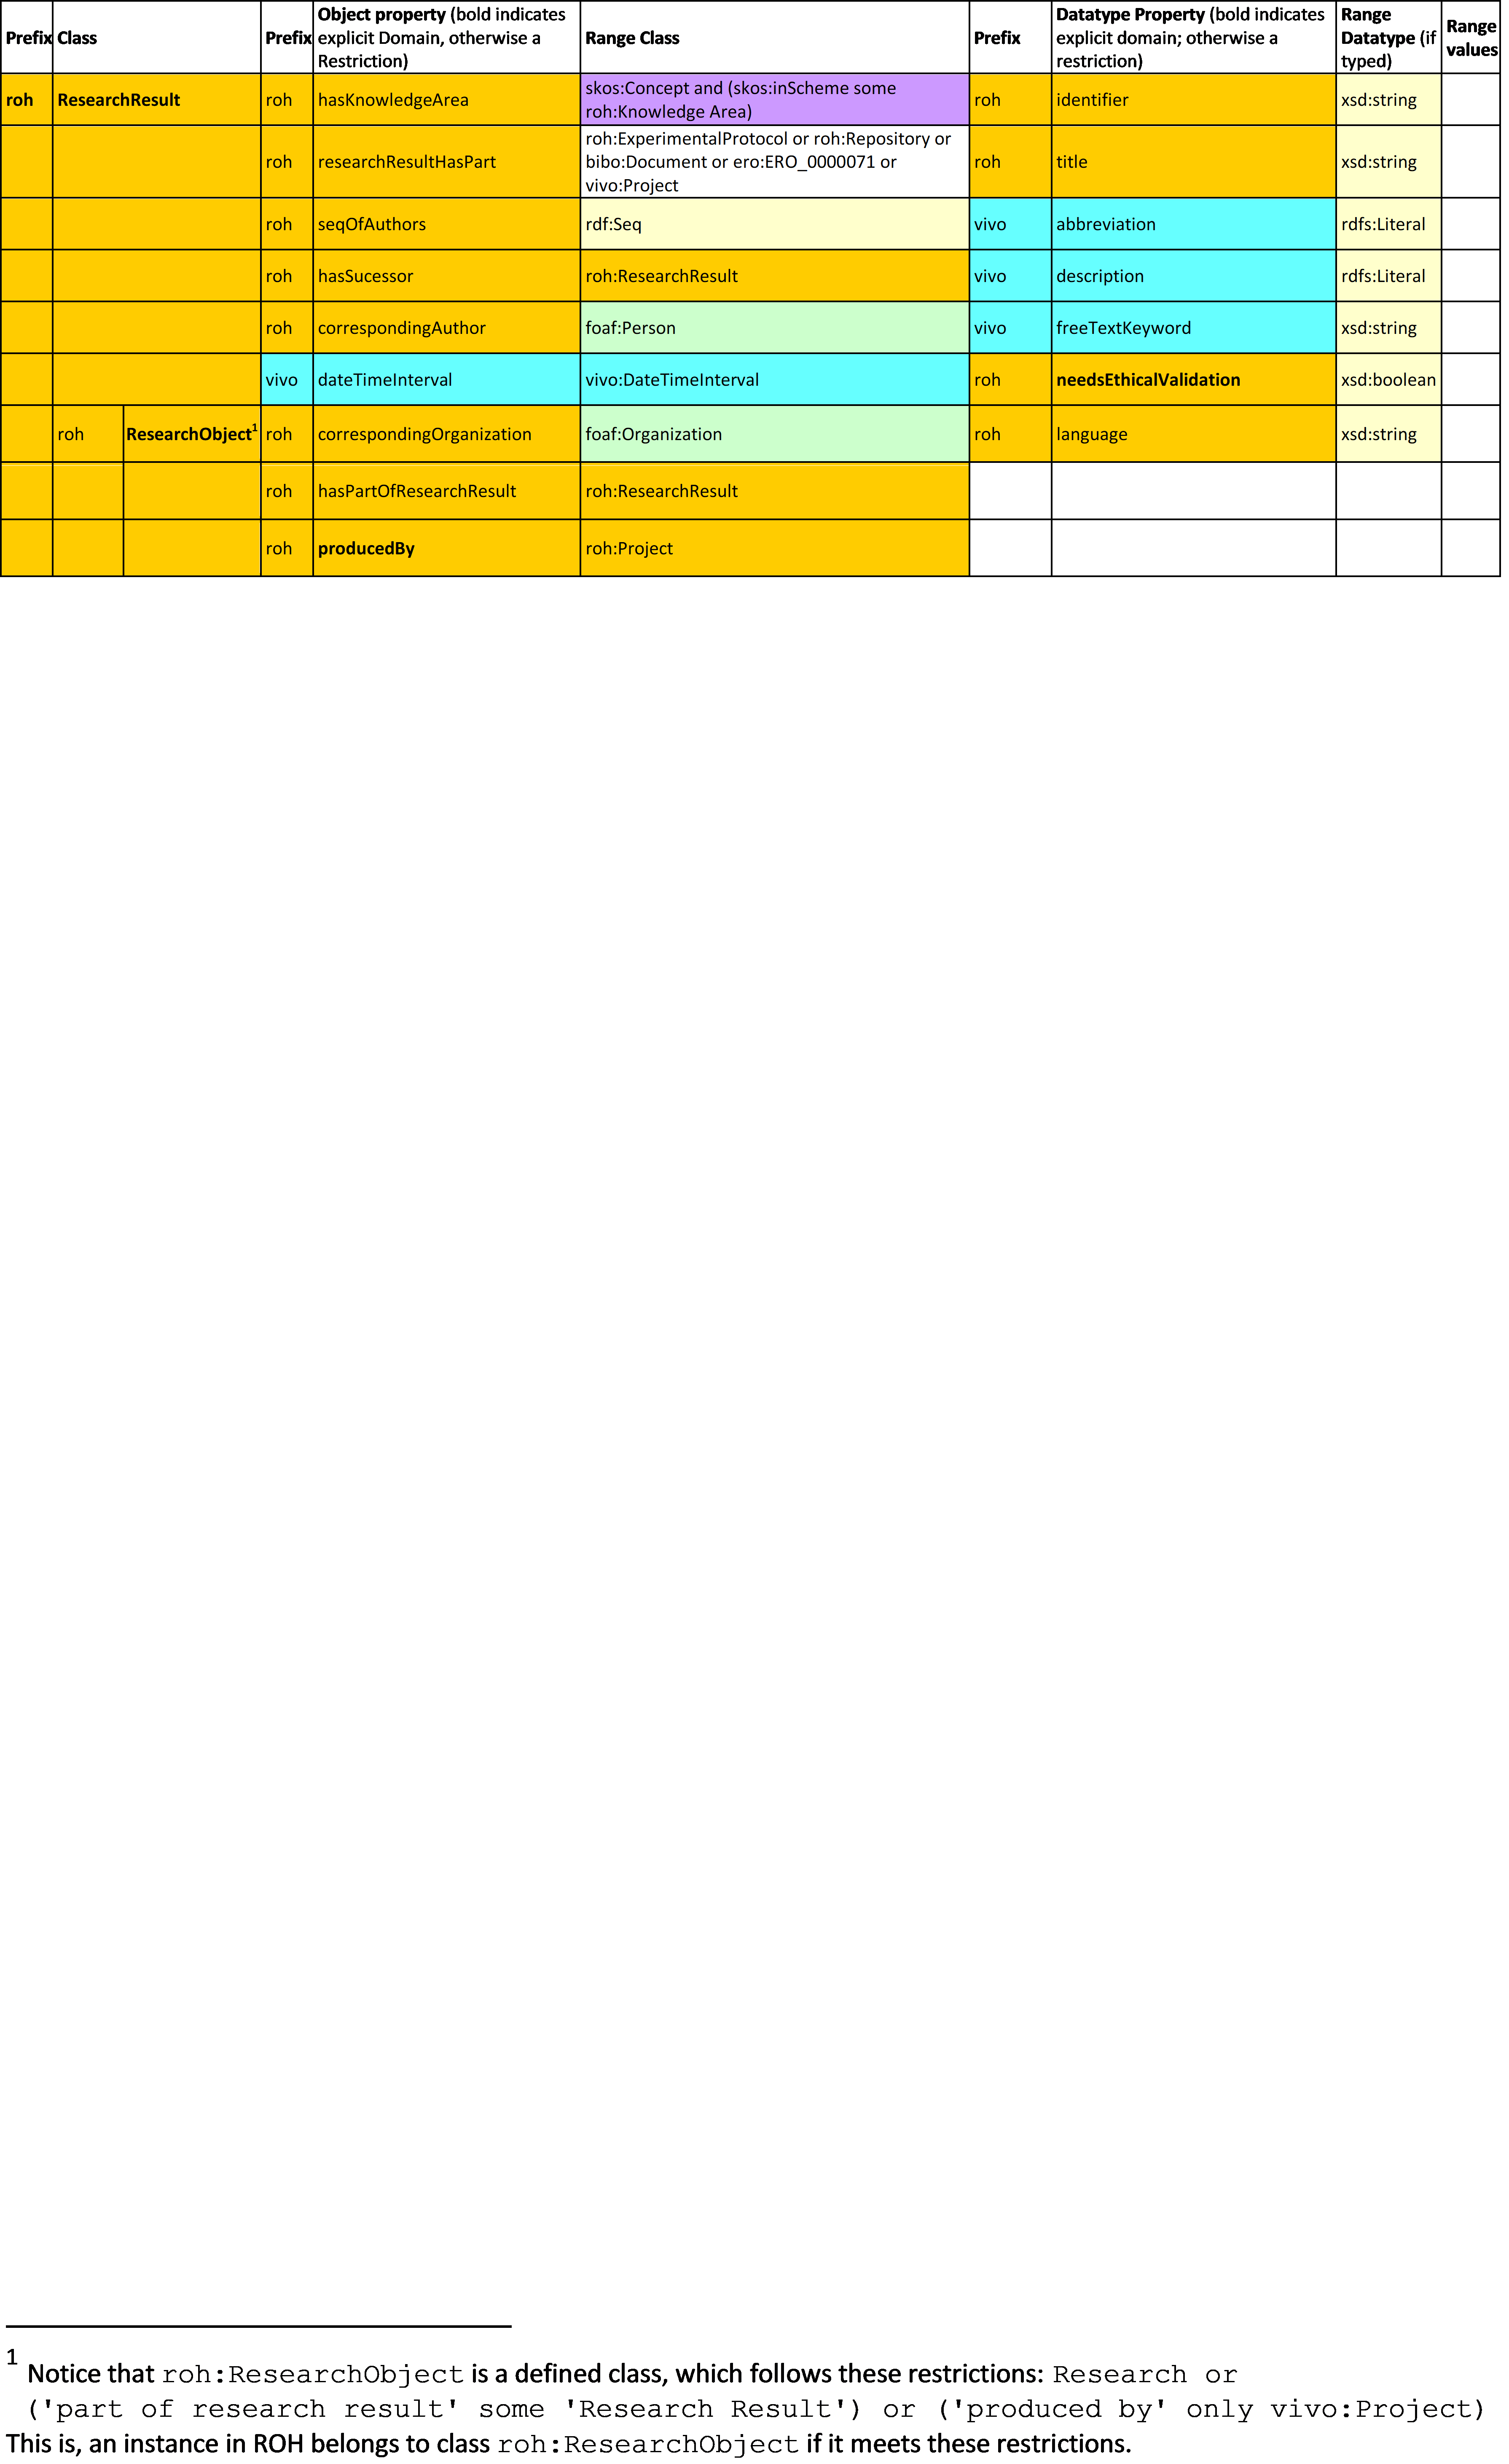 Prefix Class Prefix Object property (bold indicates explicit Domain, otherwise a Restriction) Range Class Prefix Datatype Property (bold indicates explicit domain; otherwise a restriction) Range Datatype (if typed) Range values
roh ResearchResult roh hasKnowledgeArea skos:Concept and (skos:inScheme some roh:Knowledge Area) roh identifier xsd:string
roh researchResultHasPart roh:ExperimentalProtocol or roh:Repository or bibo:Document or ero:ERO_0000071 or vivo:Project roh title xsd:string
roh seqOfAuthors rdf:Seq vivo abbreviation rdfs:Literal
roh hasSucessor roh:ResearchResult vivo description rdfs:Literal
roh correspondingAuthor foaf:Person vivo freeTextKeyword xsd:string
vivo dateTimeInterval vivo:DateTimeInterval roh needsEthicalValidation xsd:boolean
roh ResearchObject1 roh correspondingOrganization foaf:Organization roh language xsd:string
roh hasPartOfResearchResult roh:ResearchResult
roh producedBy roh:Project
1 Notice that roh:ResearchObject is a defined class, which follows these restrictions: Research or
('part of research result' some 'Research Result') or ('produced by' only vivo:Project)
This is, an instance in ROH belongs to class roh:ResearchObject if it meets these restrictions.